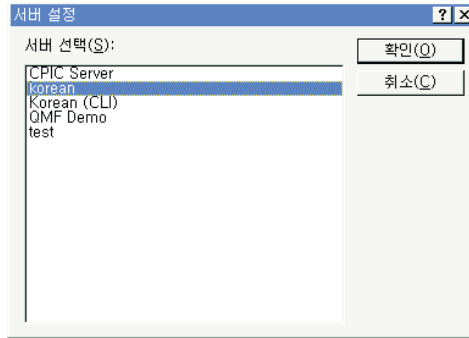 서버 설정
서버 선택(S):
확인(O)
취소(C)
CPIC Server
korean
Korean (CLI)
QMF Demo
test